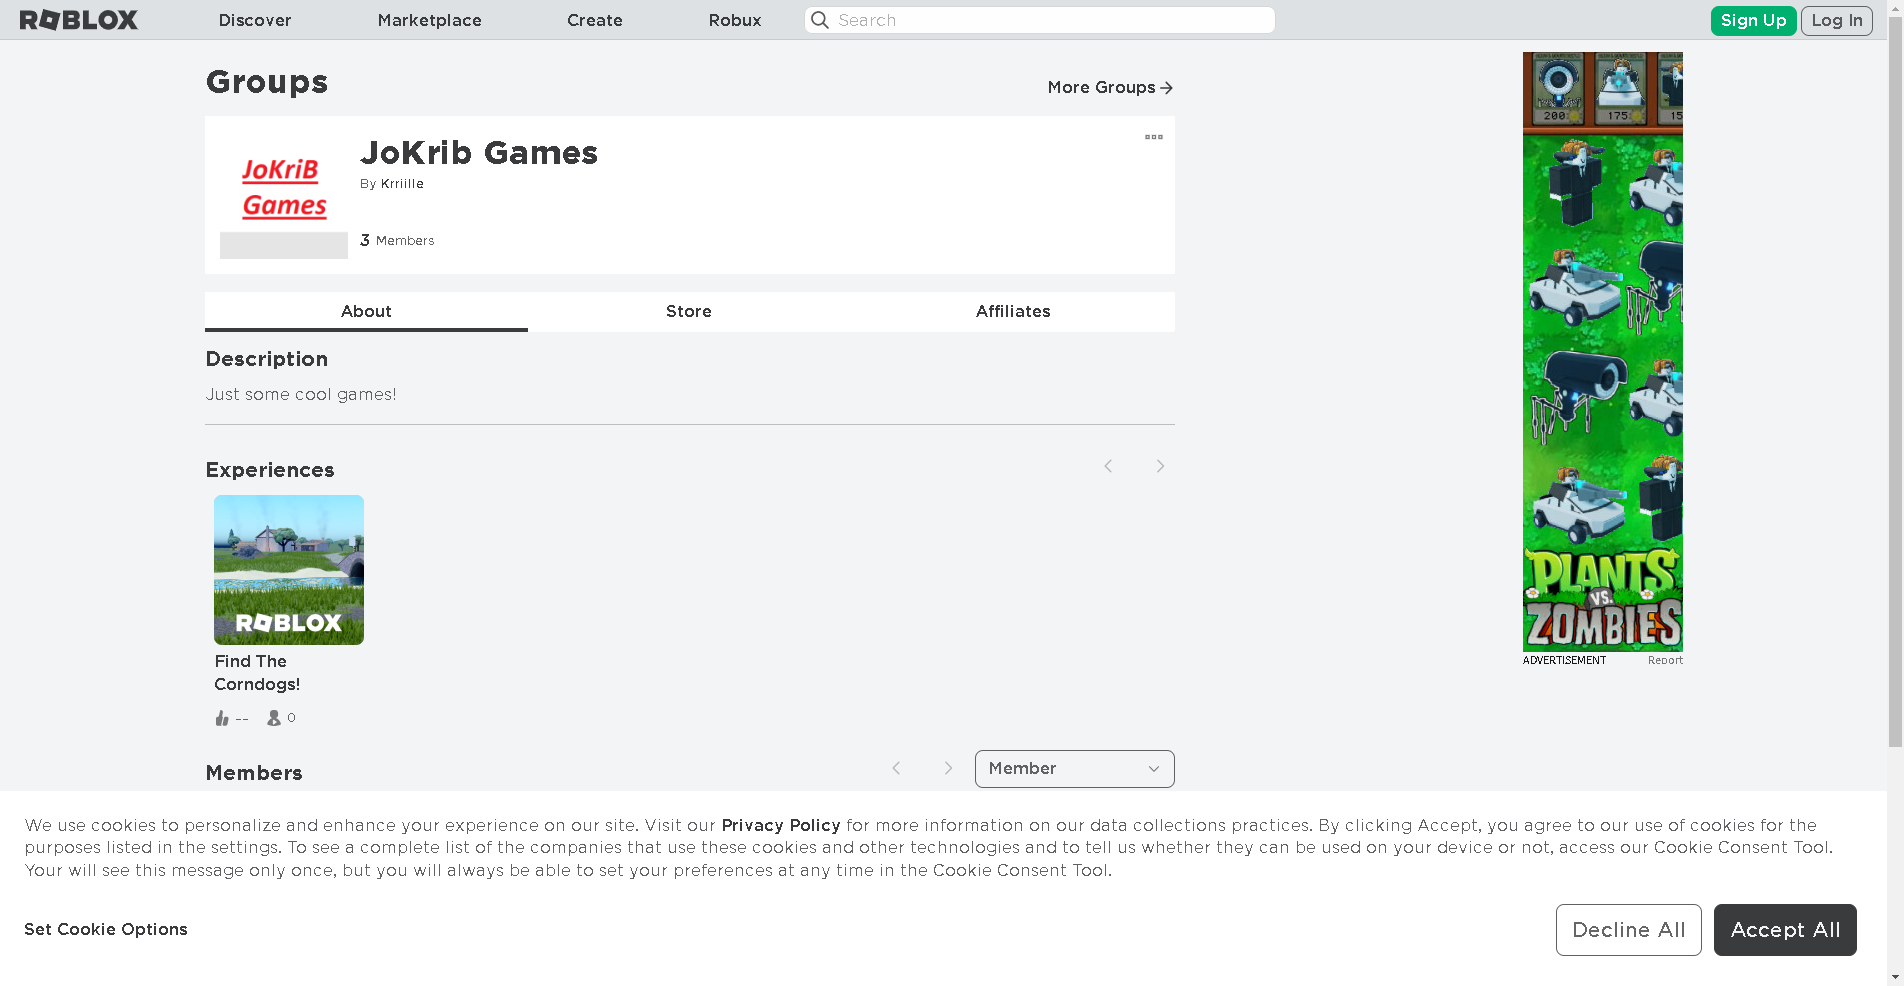 ROBLOX
Discover
Marketplace
Create
Robux
Search
Sign Up
Log In
Groups
More Groups
JoKriB
Games
JoKrib Games
By Krriille
3 Members
About
Store
Affiliates
Description
Just some cool games!
Experiences
ROBLOX
Find The
Corndogs!
--
0
Members
Member
200
175
15
PLANTS
VS.
ZOMBIES
ADVERTISEMENT
Report
We use cookies to personalize and enhance your experience on our site. Visit our Privacy Policy for more information on our data collections practices. By clicking Accept, you agree to our use of cookies for the
purposes listed in the settings. To see a complete list of the companies that use these cookies and other technologies and to tell us whether they can be used on your device or not, access our Cookie Consent Tool.
Your will see this message only once, but you will always be able to set your preferences at any time in the Cookie Consent Tool.
Set Cookie Options
Decline All
Accept All